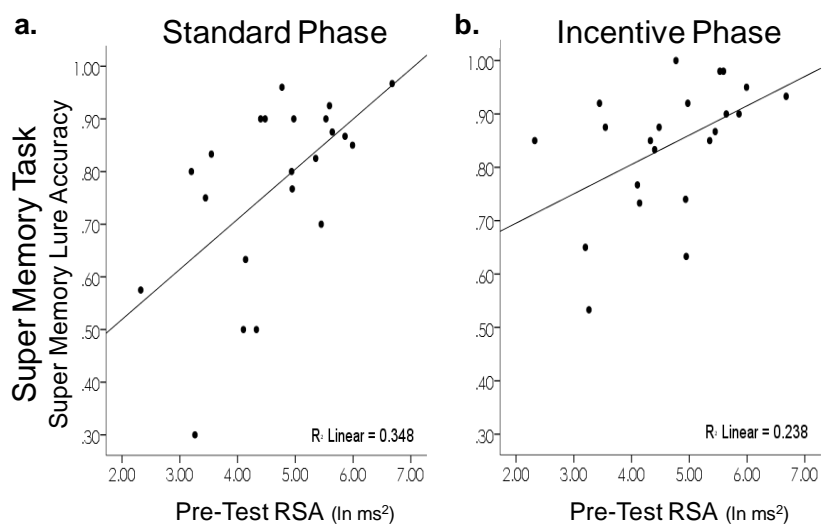 a. Standard Phase
b. Incentive Phase
Super Memory Task
Super Memory Lure Accuracy
1.00
.90
.80
.70
.60
.50
.40
.30
2.00 3.00 4.00 5.00 6.00 7.00
R² Linear = 0.348
Pre-Test RSA (ln ms²)
1.00
.90
.80
.70
.60
.50
.40
.30
2.00 3.00 4.00 5.00 6.00 7.00
R² Linear = 0.238
Pre-Test RSA (ln ms²)